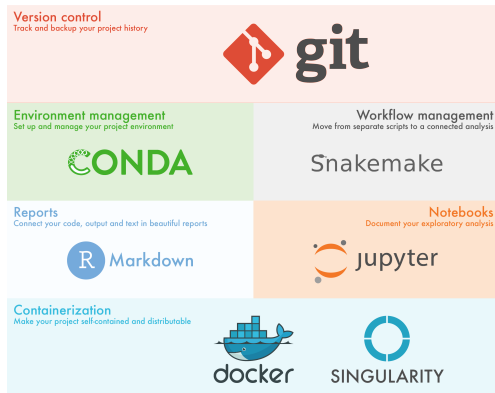 Version control
Track and backup your project history
git
Environment management
Set up and manage your project environment
CONDA
Workflow management
Move from separate scripts to a connected analysis
Snakemake
Reports
Connect your code, output and text in beautiful reports
R Markdown
Notebooks
Document your exploratory analysis
jupyter
Containerization
Make your project self-contained and distributable
docker
SINGULARITY